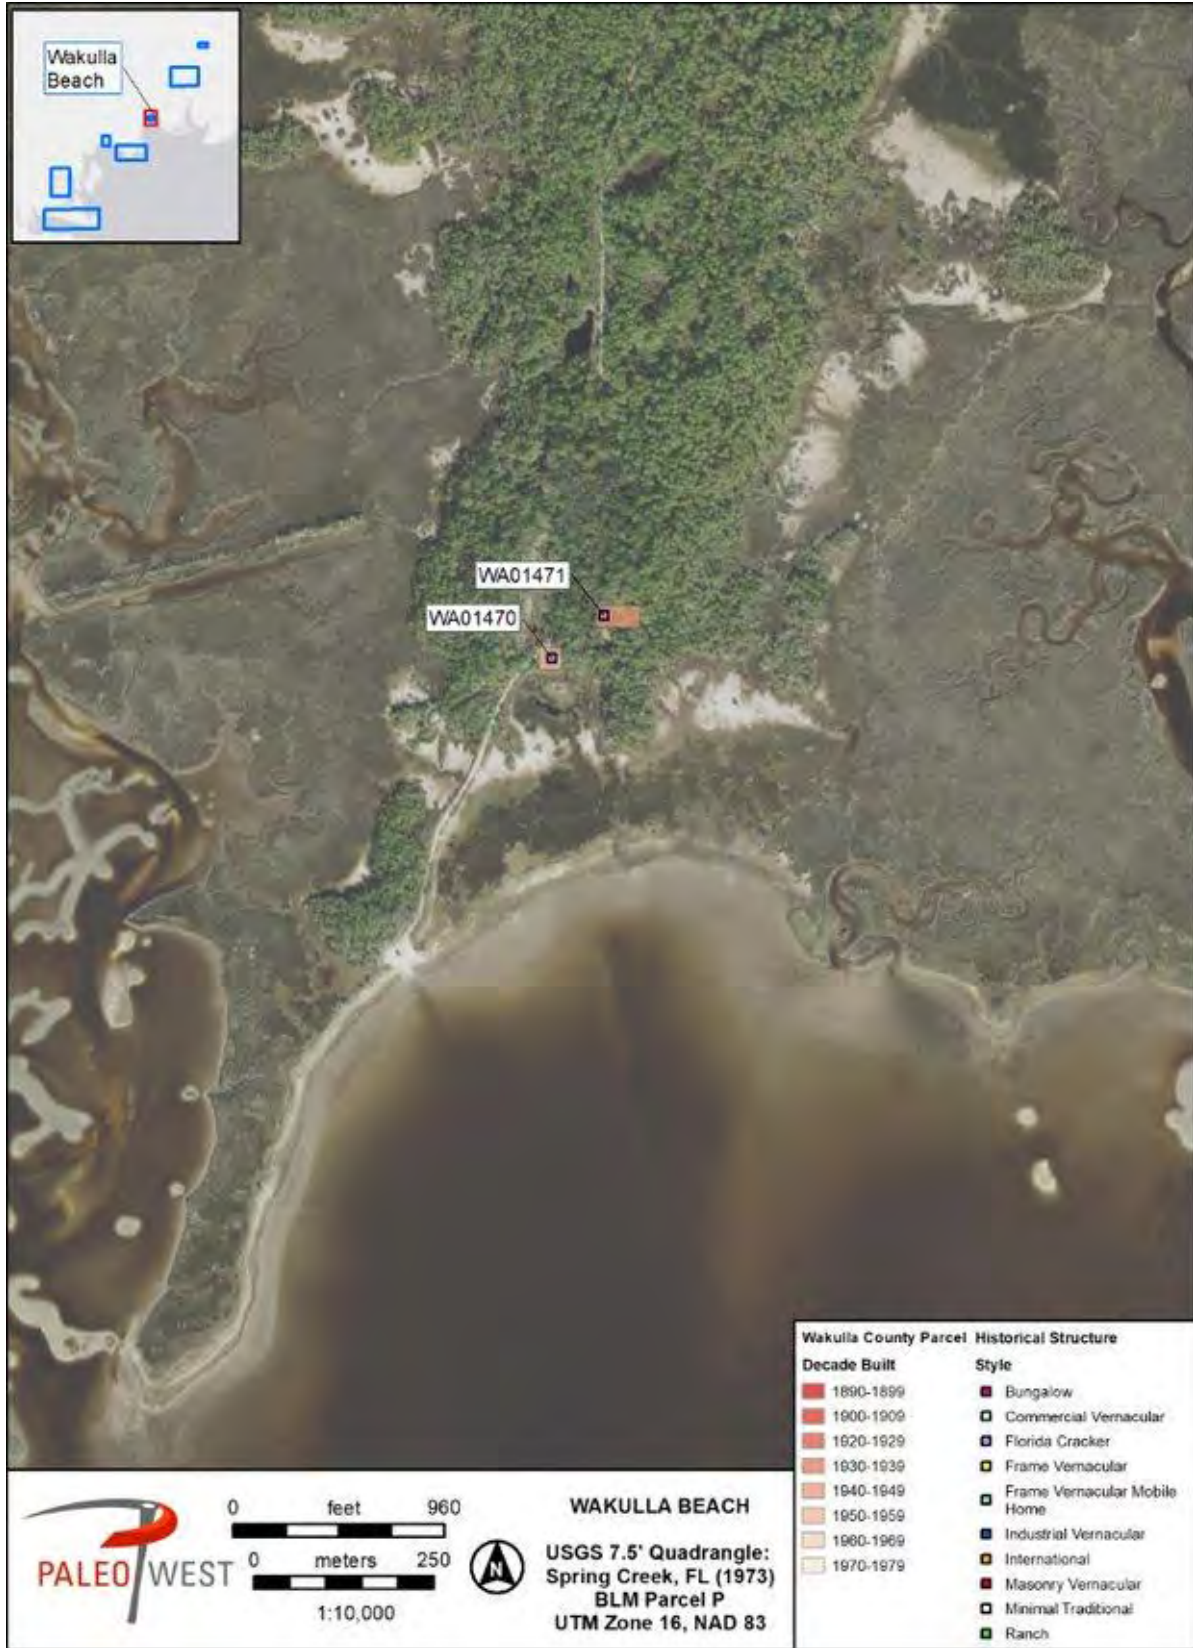 Wakulla
Beach
WA01471
WA01470
Wakulla County Parcel Historical Structure
Decade Built
1890-1899
1900-1909
1920-1929
1930-1939
1940-1949
1950-1959
1960-1969
1970-1979
Style
Bungalow
Commercial Vernacular
Florida Cracker
Frame Vernacular
Frame Vernacular Mobile
Home
Industrial Vernacular
International
Masonry Vernacular
Minimal Traditional
Ranch
PALEO WEST
0 feet 960
0 meters 250
1:10,000
N
WAKULLA BEACH
USGS 7.5' Quadrangle:
Spring Creek, FL (1973)
BLM Parcel P
UTM Zone 16, NAD 83